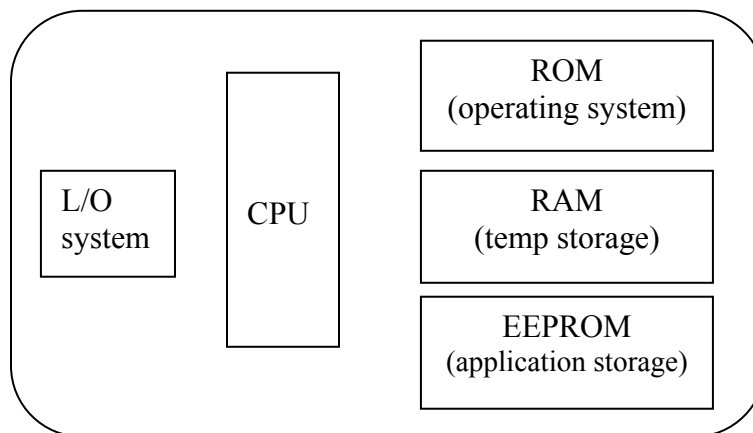 L/O
system
CPU
ROM
(operating system)
RAM
(temp storage)
EEPROM
(application storage)